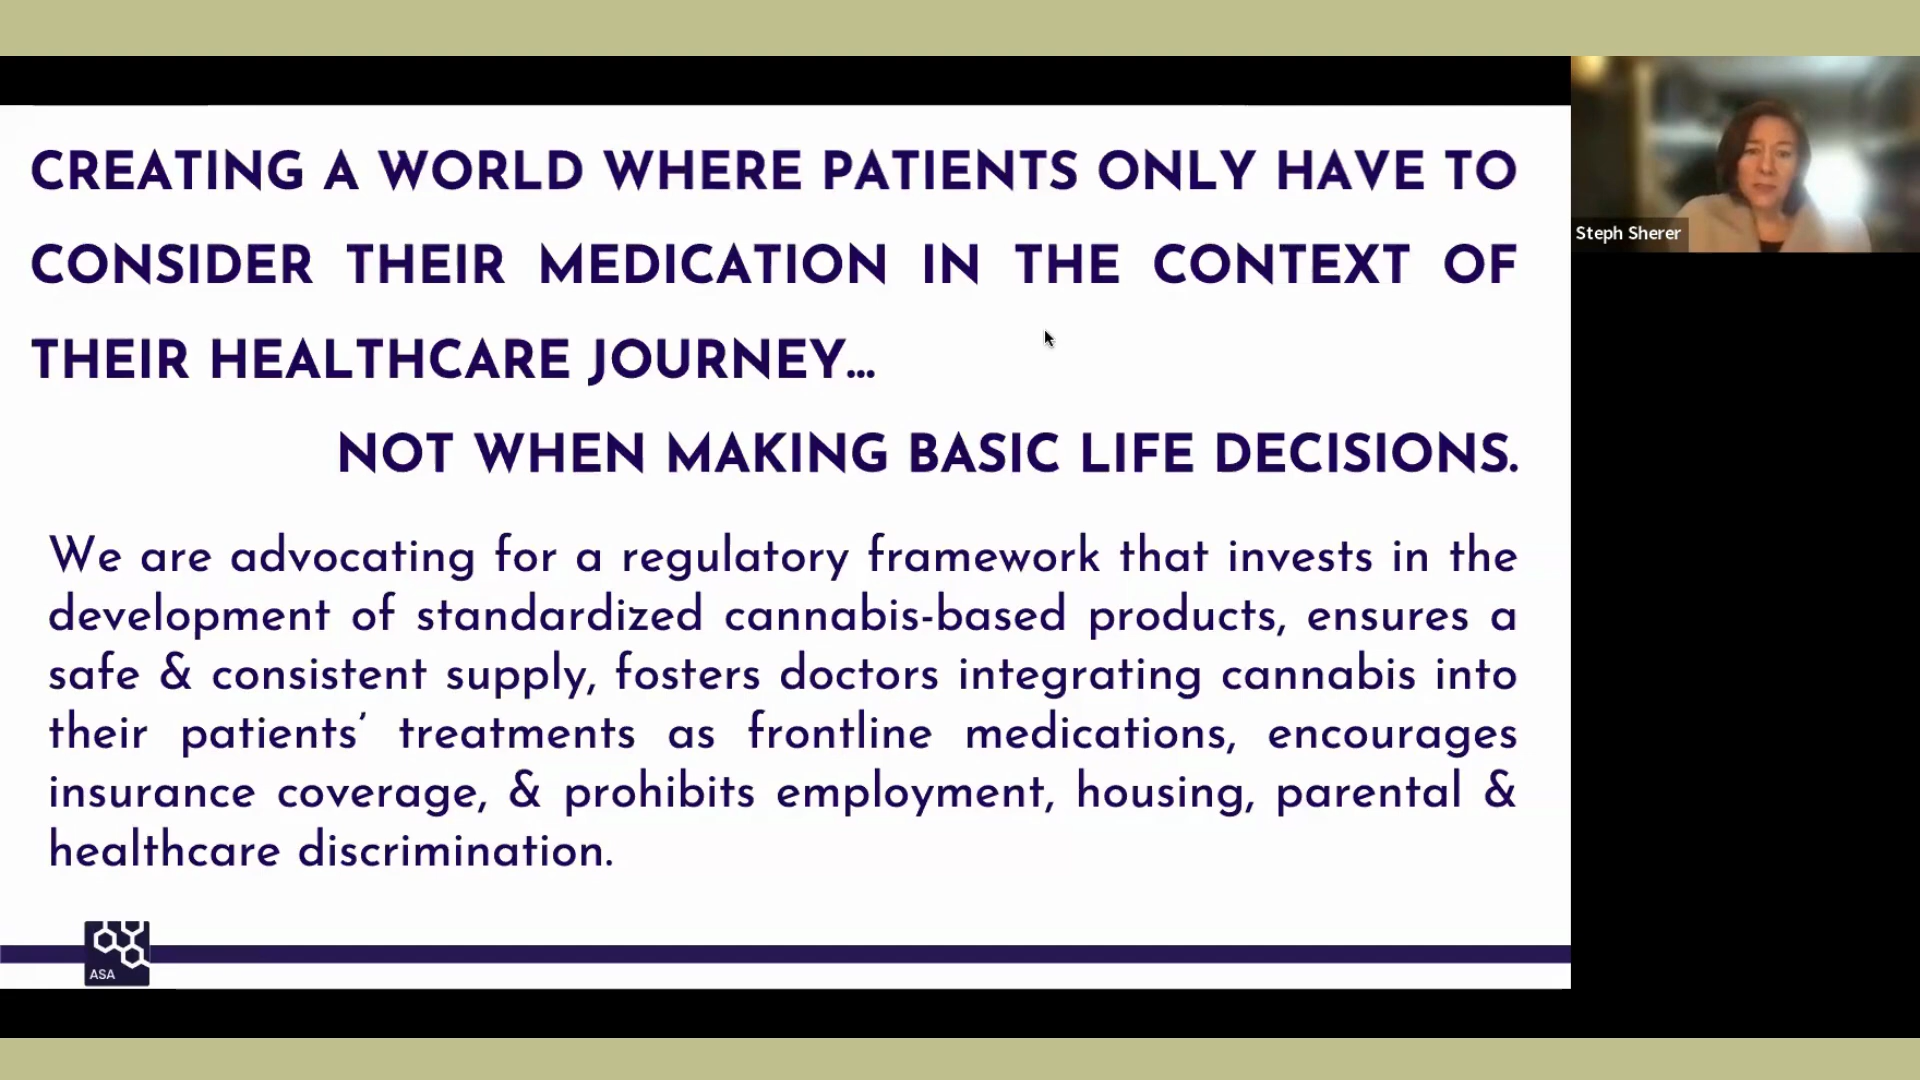 CREATING A WORLD WHERE PATIENTS ONLY HAVE TO
CONSIDER THEIR MEDICATION IN THE CONTEXT OF
THEIR HEALTHCARE JOURNEY...
NOT WHEN MAKING BASIC LIFE DECISIONS.
We are advocating for a regulatory framework that invests in the
development of standardized cannabis-based products, ensures a
safe & consistent supply, fosters doctors integrating cannabis into
their patients’ treatments as frontline medications, encourages
insurance coverage, & prohibits employment, housing, parental &
healthcare discrimination.
ASA
Steph Sherer